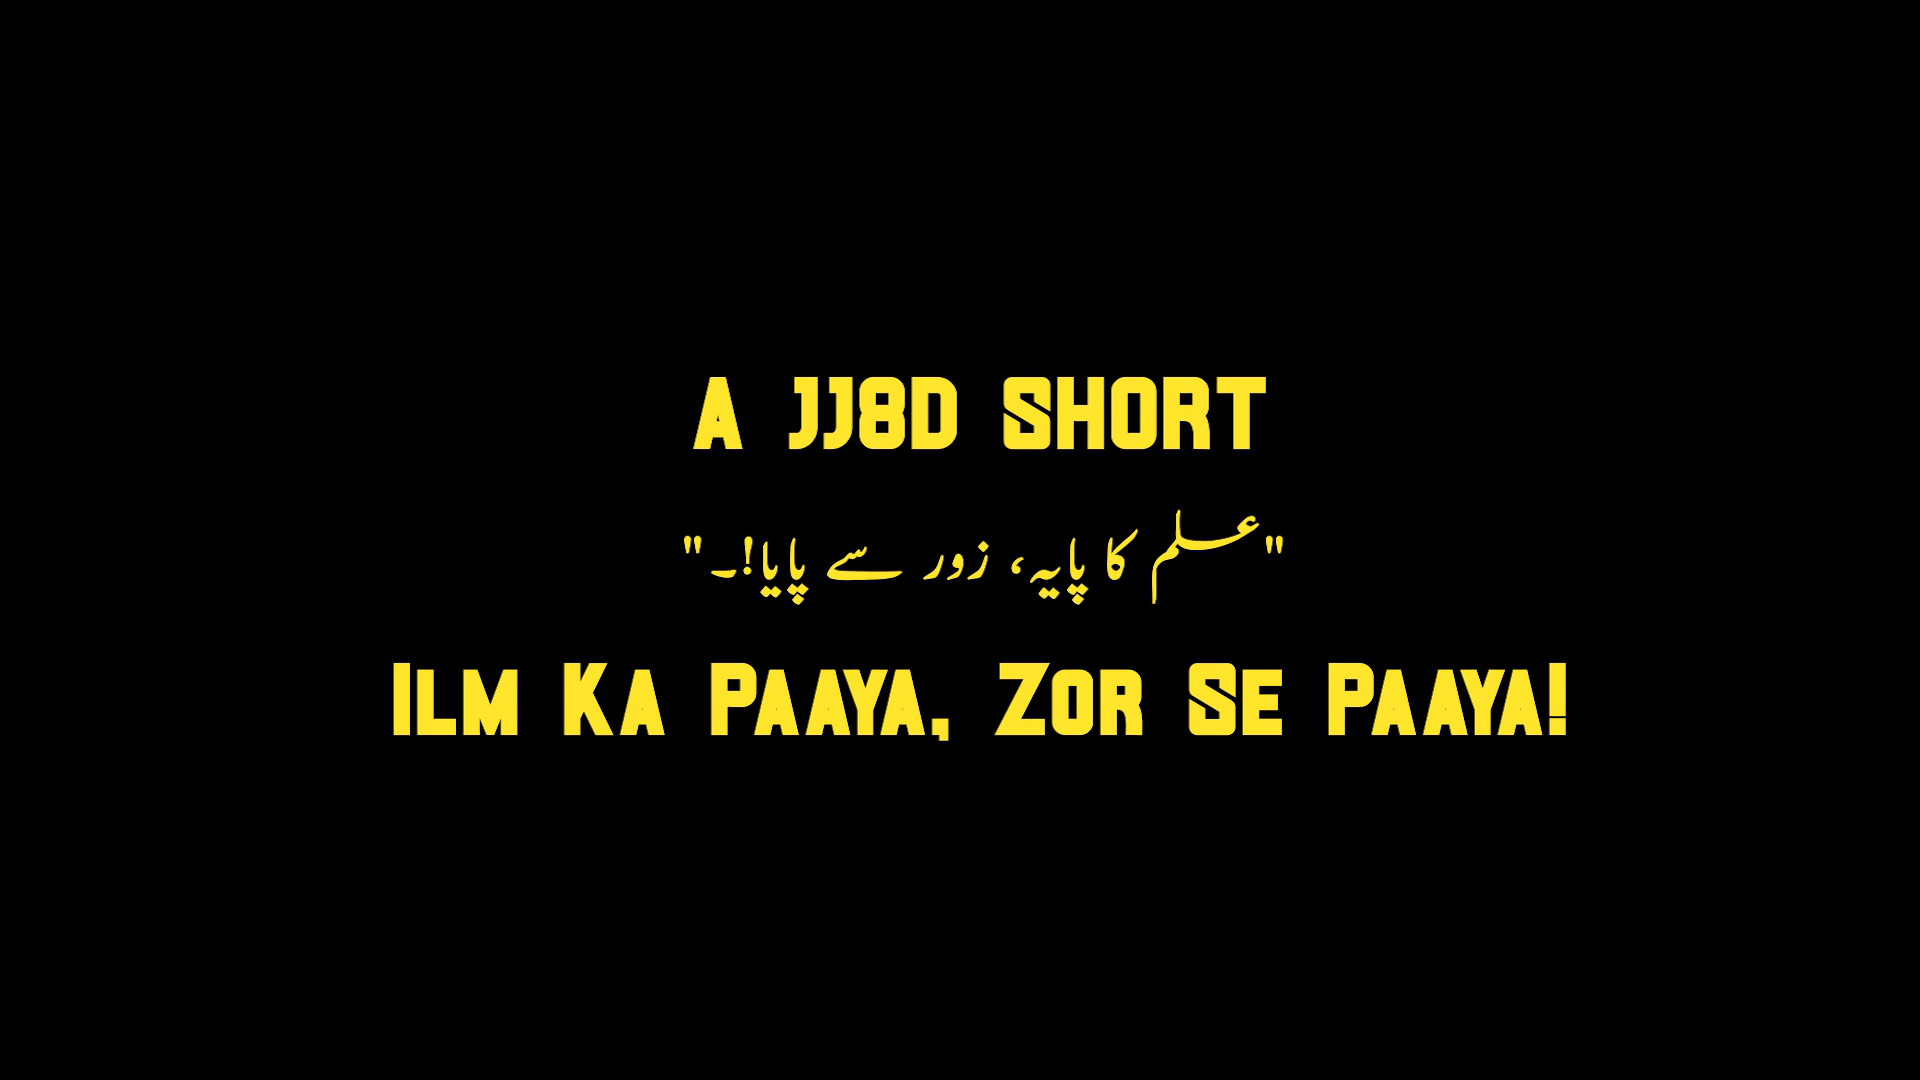 A JJ8D SHORT
"علم کا پایہ، زور سے پایا!۔"
ILM KA PAAYA, ZOR SE PAAYA!